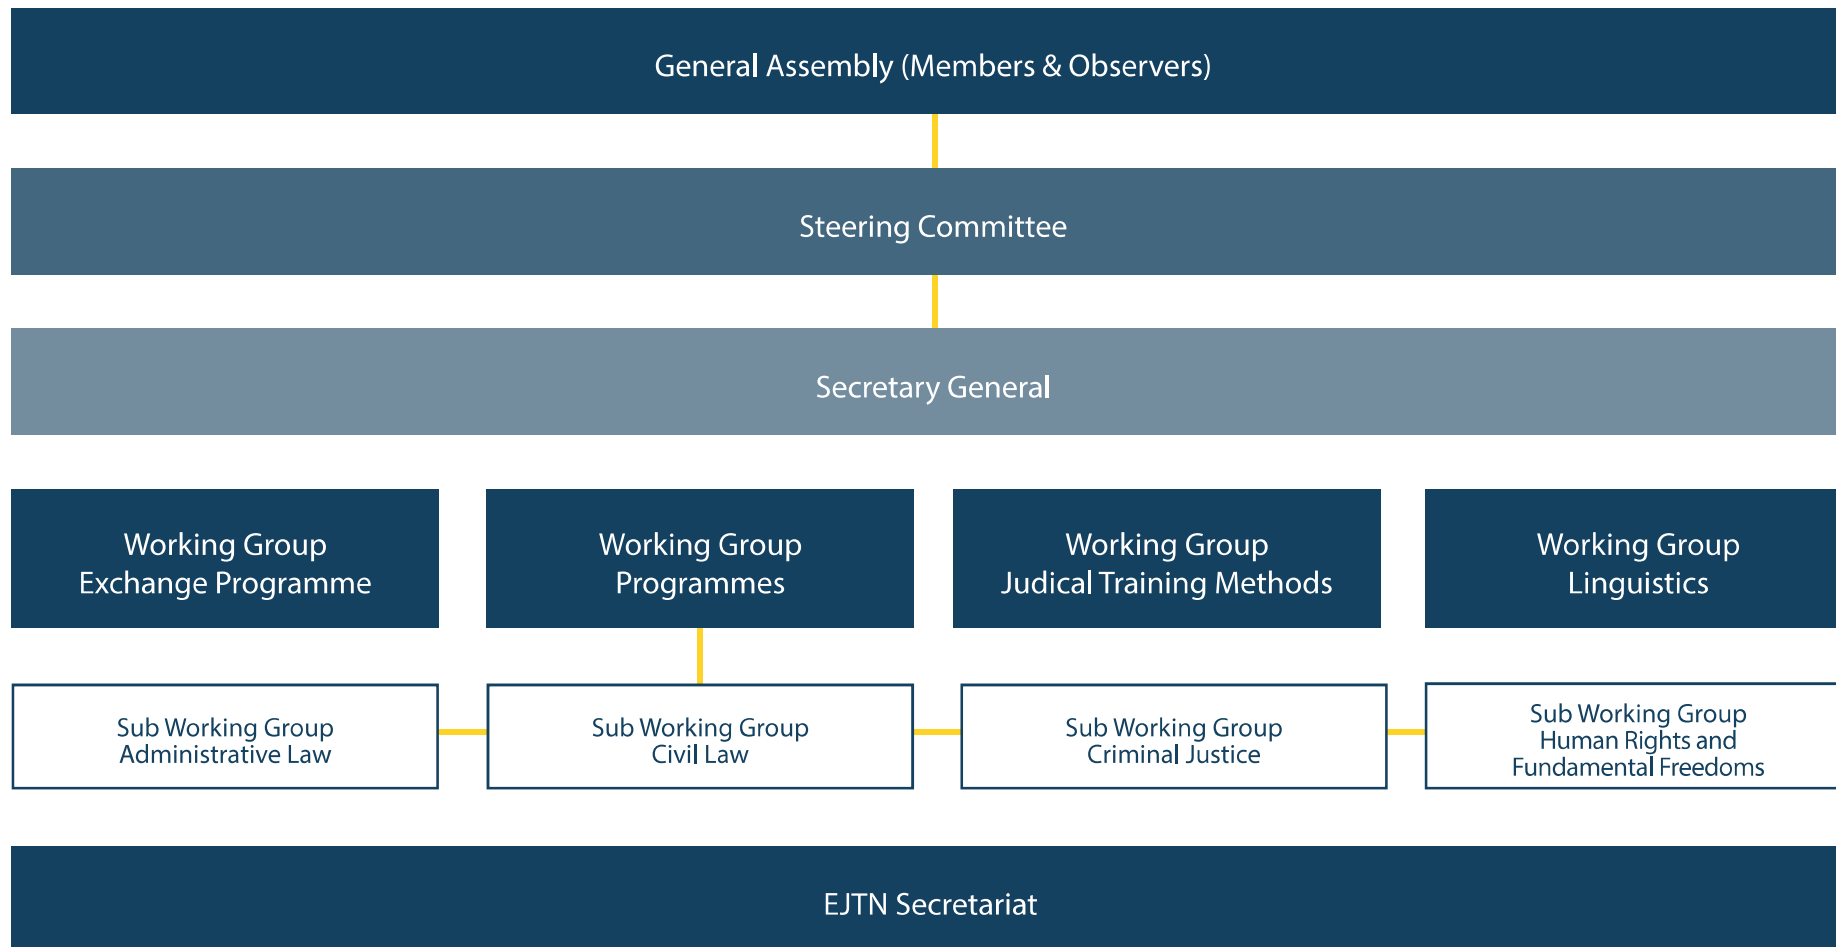 General Assembly (Members & Observers)
Steering Committee
Secretary General
Working Group
Exchange Programme
Working Group
Programmes
Working Group
Judical Training Methods
Working Group
Linguistics
Sub Working Group
Administrative Law
Sub Working Group
Civil Law
Sub Working Group
Criminal Justice
Sub Working Group
Human Rights and
Fundamental Freedoms
EJTN Secretariat